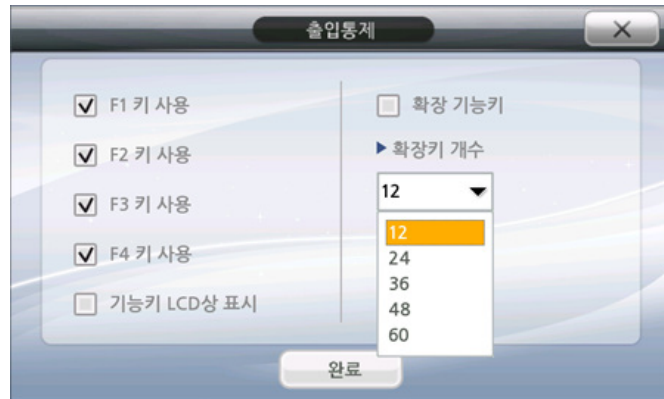 출입통제
F1 키 사용
F2 키 사용
F3 키 사용
F4 키 사용
기능키 LCD상 표시
확장 기능키
확장키 개수
12
12
24
36
48
60
완료